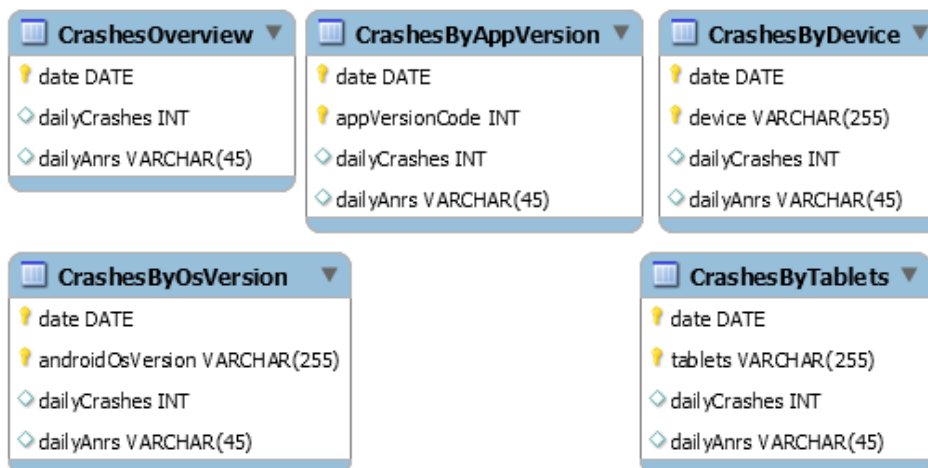 CrashesOverview
date DATE
dailyCrashes INT
dailyAnrs VARCHAR(45)
CrashesByAppVersion
date DATE
appVersionCode INT
dailyCrashes INT
dailyAnrs VARCHAR(45)
CrashesByDevice
date DATE
device VARCHAR(255)
dailyCrashes INT
dailyAnrs VARCHAR(45)
CrashesByOsVersion
date DATE
androidOsVersion VARCHAR(255)
dailyCrashes INT
dailyAnrs VARCHAR(45)
CrashesByTablets
date DATE
tablets VARCHAR(255)
dailyCrashes INT
dailyAnrs VARCHAR(45)